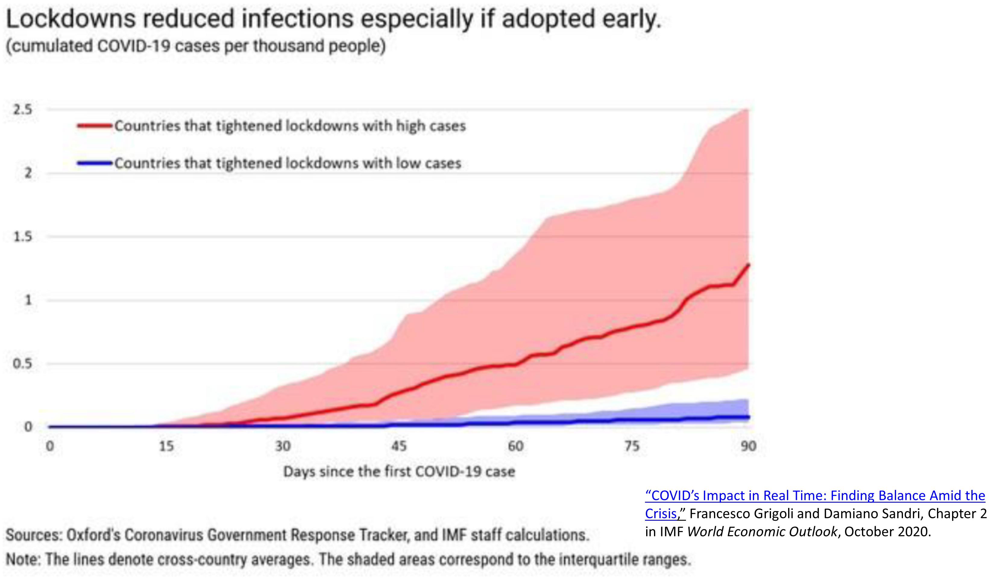 Lockdowns reduced infections especially if adopted early.
(cumulated COVID-19 cases per thousand people)
2.5
Countries that tightened lockdowns with high cases
Countries that tightened lockdowns with low cases
2
1.5
1
0.5
0
0 15 30 45 60 75 90
Days since the first COVID-19 case
“COVID’s Impact in Real Time: Finding Balance Amid the
Crisis,” Francesco Grigoli and Damiano Sandri, Chapter 2
in IMF World Economic Outlook, October 2020.
Sources: Oxford's Coronavirus Government Response Tracker, and IMF staff calculations.
Note: The lines denote cross-country averages. The shaded areas correspond to the interquartile ranges.